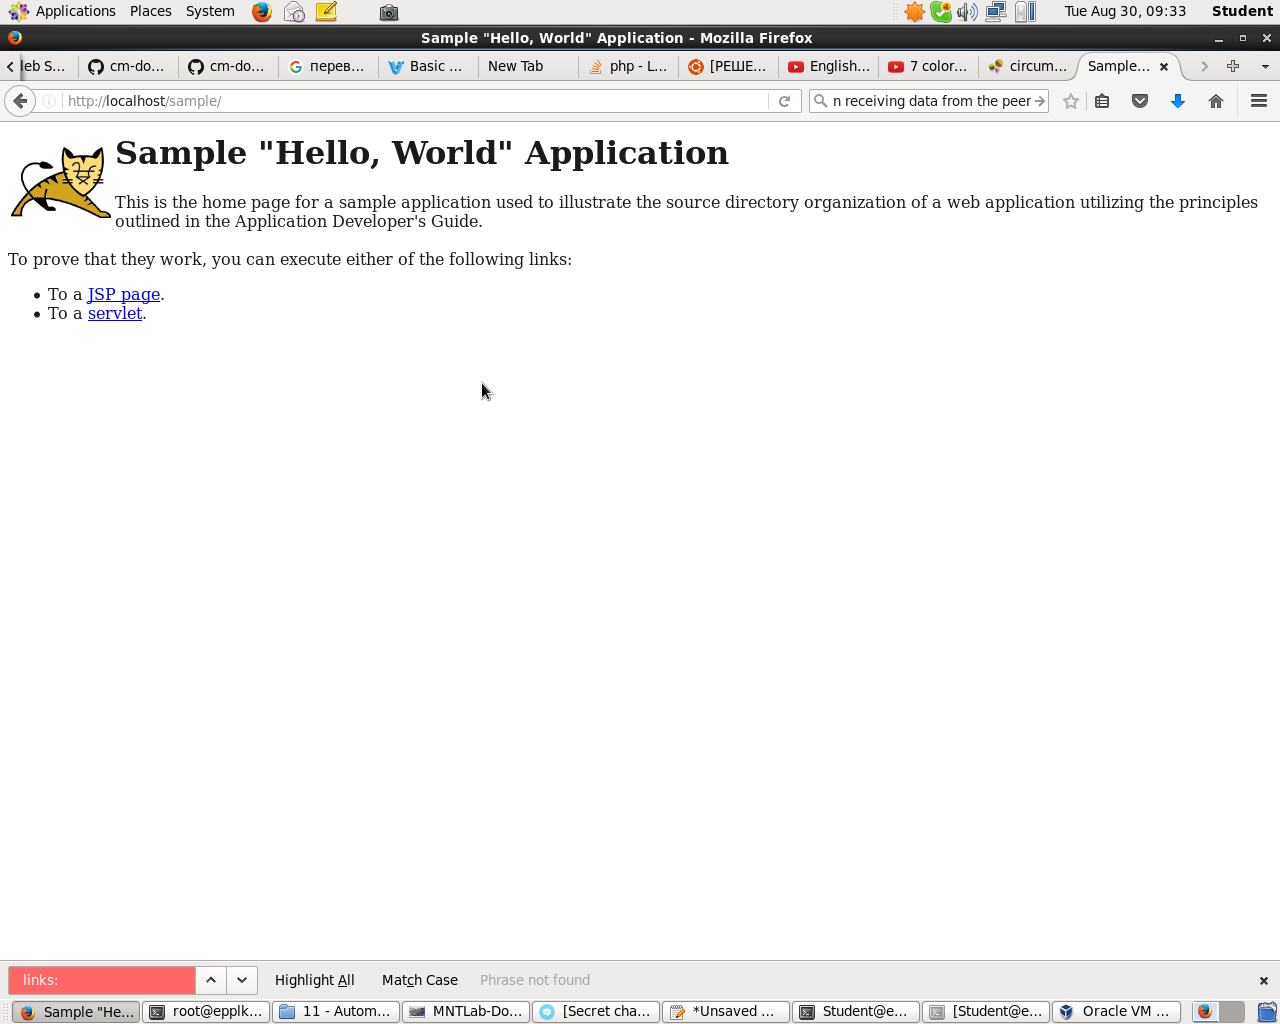 Applications Places System Tue Aug 30, 09:33 Student
Sample "Hello, World" Application - Mozilla Firefox
leb S... cm-do... cm-do... перев... Basic ... New Tab php - L... [РЕШЕ... English... 7 color... circum... Sample...
http://localhost/sample/ n receiving data from the peer
Sample "Hello, World" Application
This is the home page for a sample application used to illustrate the source directory organization of a web application utilizing the principles
outlined in the Application Developer's Guide.
To prove that they work, you can execute either of the following links:
• To a JSP page.
• To a servlet.
links: Highlight All Match Case Phrase not found
Sample "He... root@epplk... 11 - Autom... MNTLab-Do... [Secret cha... *Unsaved ... Student@e... [Student@e... Oracle VM ...